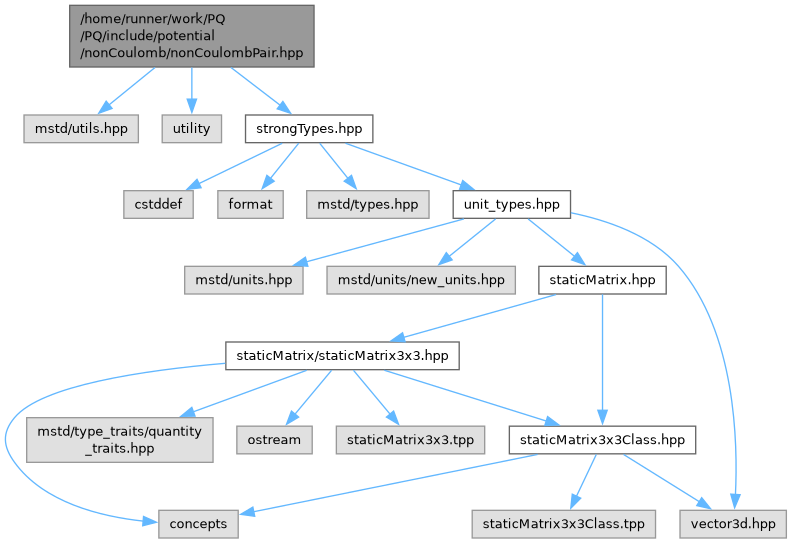 /home/runner/work/PQ
/PQ/include/potential
/nonCoulomb/nonCoulombPair.hpp
mstd/utils.hpp
utility
strongTypes.hpp
cstddef
format
mstd/types.hpp
unit_types.hpp
mstd/units.hpp
mstd/units/new_units.hpp
staticMatrix.hpp
staticMatrix/staticMatrix3x3.hpp
mstd/type_traits/quantity
_traits.hpp
ostream
staticMatrix3x3.tpp
staticMatrix3x3Class.hpp
concepts
staticMatrix3x3Class.tpp
vector3d.hpp